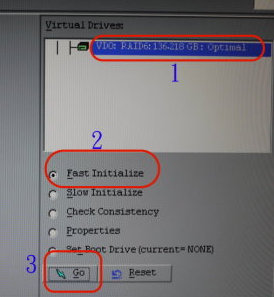 Virtual Drives:
VD0: RAID6: 136.218 GB: Optimal
1
2
Fast Initialize
Slow Initialize
Check Consistency
Properties
Set Boot Drive (current= NONE)
3
Go
Reset